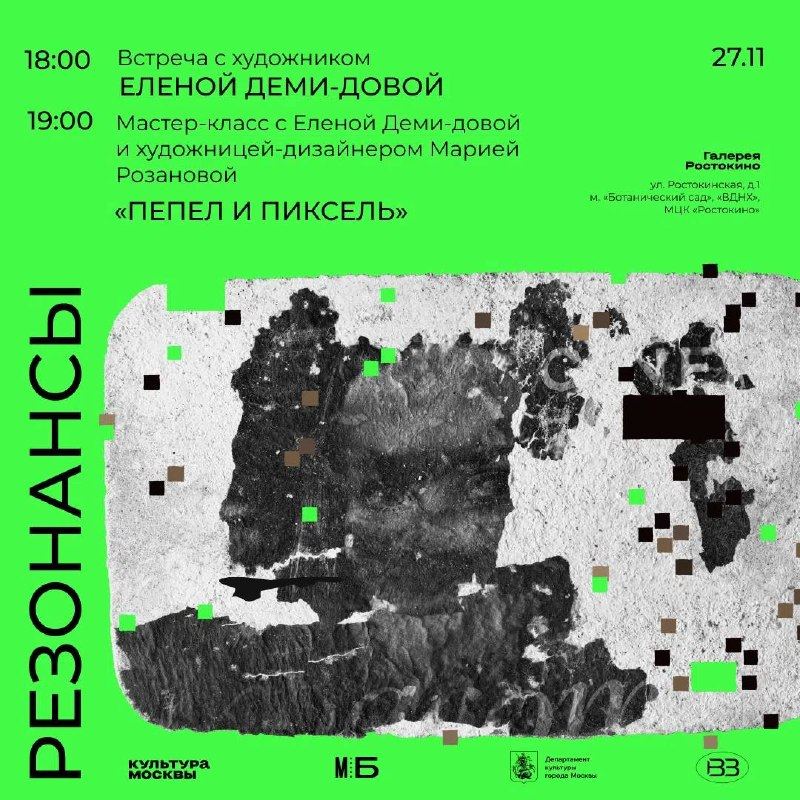 18:00
Встреча с художником
ЕЛЕНОЙ ДЕМИ-ДОВОЙ
27.11
19:00
Мастер-класс с Еленой Деми-довой
и художницей-дизайнером Марией
Розановой
«ПЕПЕЛ И ПИКСЕЛЬ»
Галерея
Ростокино
ул. Ростокинская, д.1
м. «Ботанический сад», «ВДНХ»,
МЦК «Ростокино»
РЕЗОНАНСЫ
КУЛЬТУРА
МОСКВЫ
М:Б
Департамент
культуры
города Москвы
ВЗ